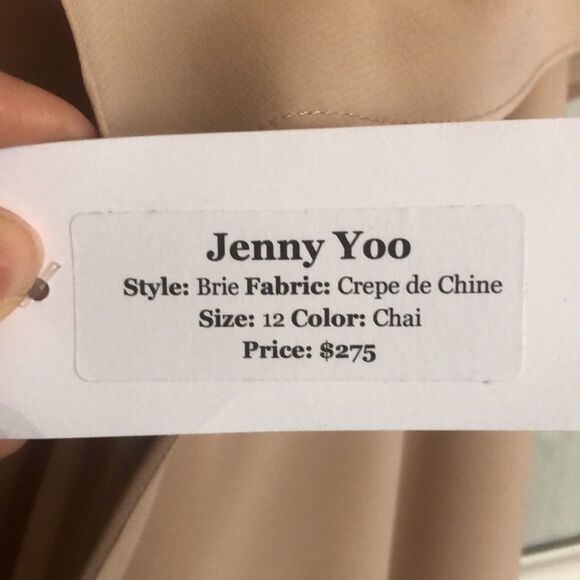 Jenny Yoo
Style: Brie Fabric: Crepe de Chine
Size: 12 Color: Chai
Price: $275